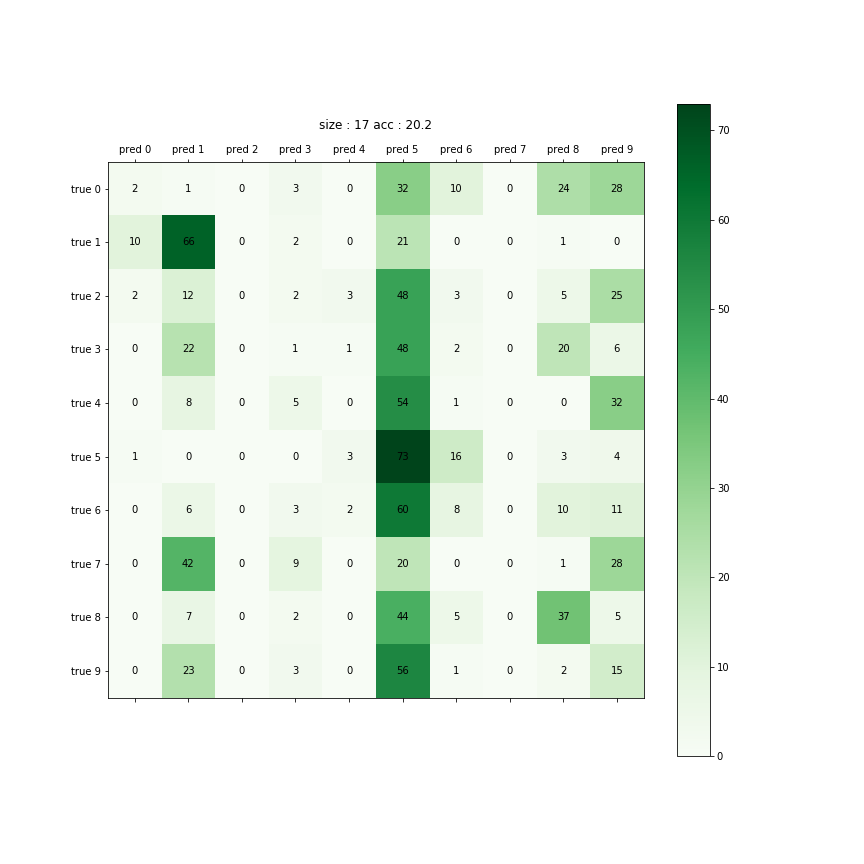 size : 17 acc : 20.2
pred 0 pred 1 pred 2 pred 3 pred 4 pred 5 pred 6 pred 7 pred 8 pred 9
true 0 2 1 0 3 0 32 10 0 24 28
true 1 10 66 0 2 0 21 0 0 1 0
true 2 2 12 0 2 3 48 3 0 5 25
true 3 0 22 0 1 1 48 2 0 20 6
true 4 0 8 0 5 0 54 1 0 0 32
true 5 1 0 0 0 3 73 16 0 3 4
true 6 0 6 0 3 2 60 8 0 10 11
true 7 0 42 0 9 0 20 0 0 1 28
true 8 0 7 0 2 0 44 5 0 37 5
true 9 0 23 0 3 0 56 1 0 2 15
70
60
50
40
30
20
10
0